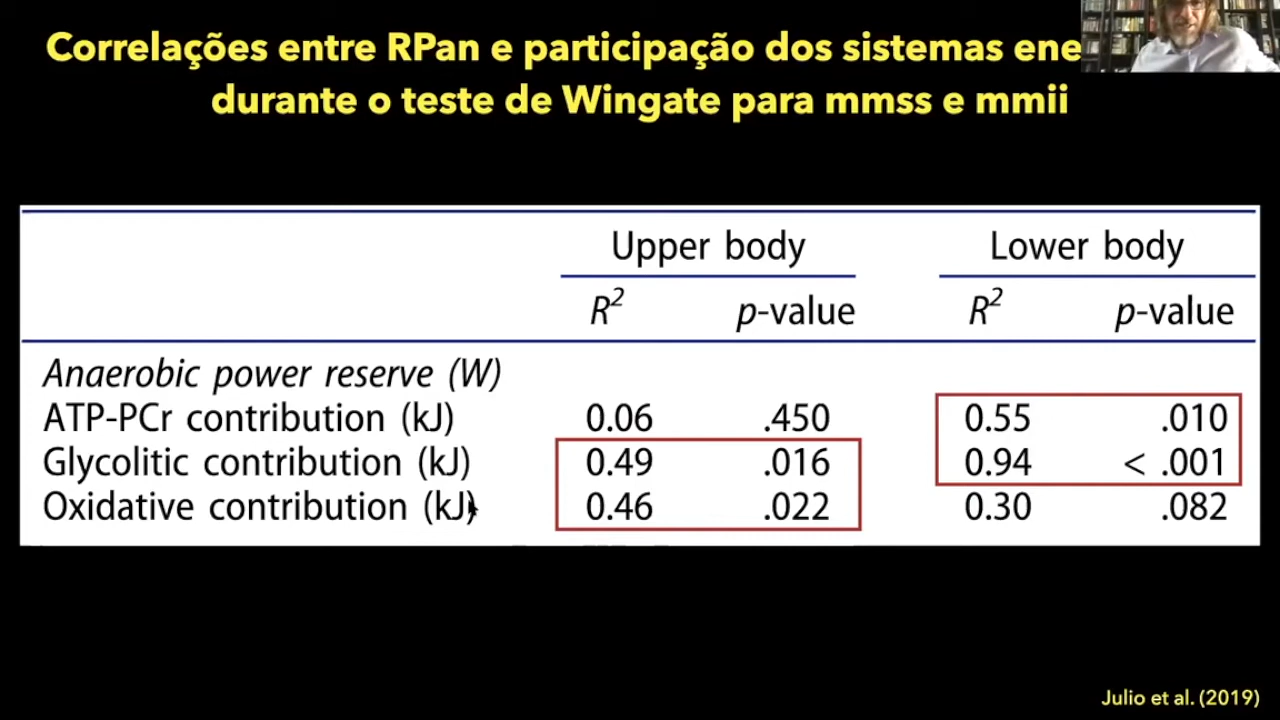 Correlações entre RPan e participação dos sistemas ene
durante o teste de Wingate para mmss e mmii
Upper body Lower body
R² p-value R² p-value
Anaerobic power reserve (W)
ATP-PCr contribution (kJ) 0.06 .450 0.55 .010
Glycolitic contribution (kJ) 0.49 .016 0.94 < .001
Oxidative contribution (kJ) 0.46 .022 0.30 .082
Julio et al. (2019)